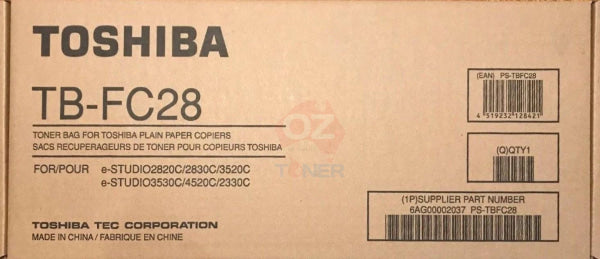 TOSHIBA
TB-FC28
TONER BAG FOR TOSHIBA PLAIN PAPER COPIERS
SACS RECUPERAGEURS DE TONER POUR COPIEURS TOSHIBA
FOR/POUR e-STUDIO2820C/2830C/3520C
e-STUDIO3530C/4520C/2330C
TOSHIBA TEC CORPORATION
MADE IN CHINA / FABRIQUE EN CHINE
(EAN) PS-TBFC28
4 519232 128421
(Q)QTY1
(1P)SUPPLIER PART NUMBER
6AG00002037 PS-TBFC28
OZ
TONER